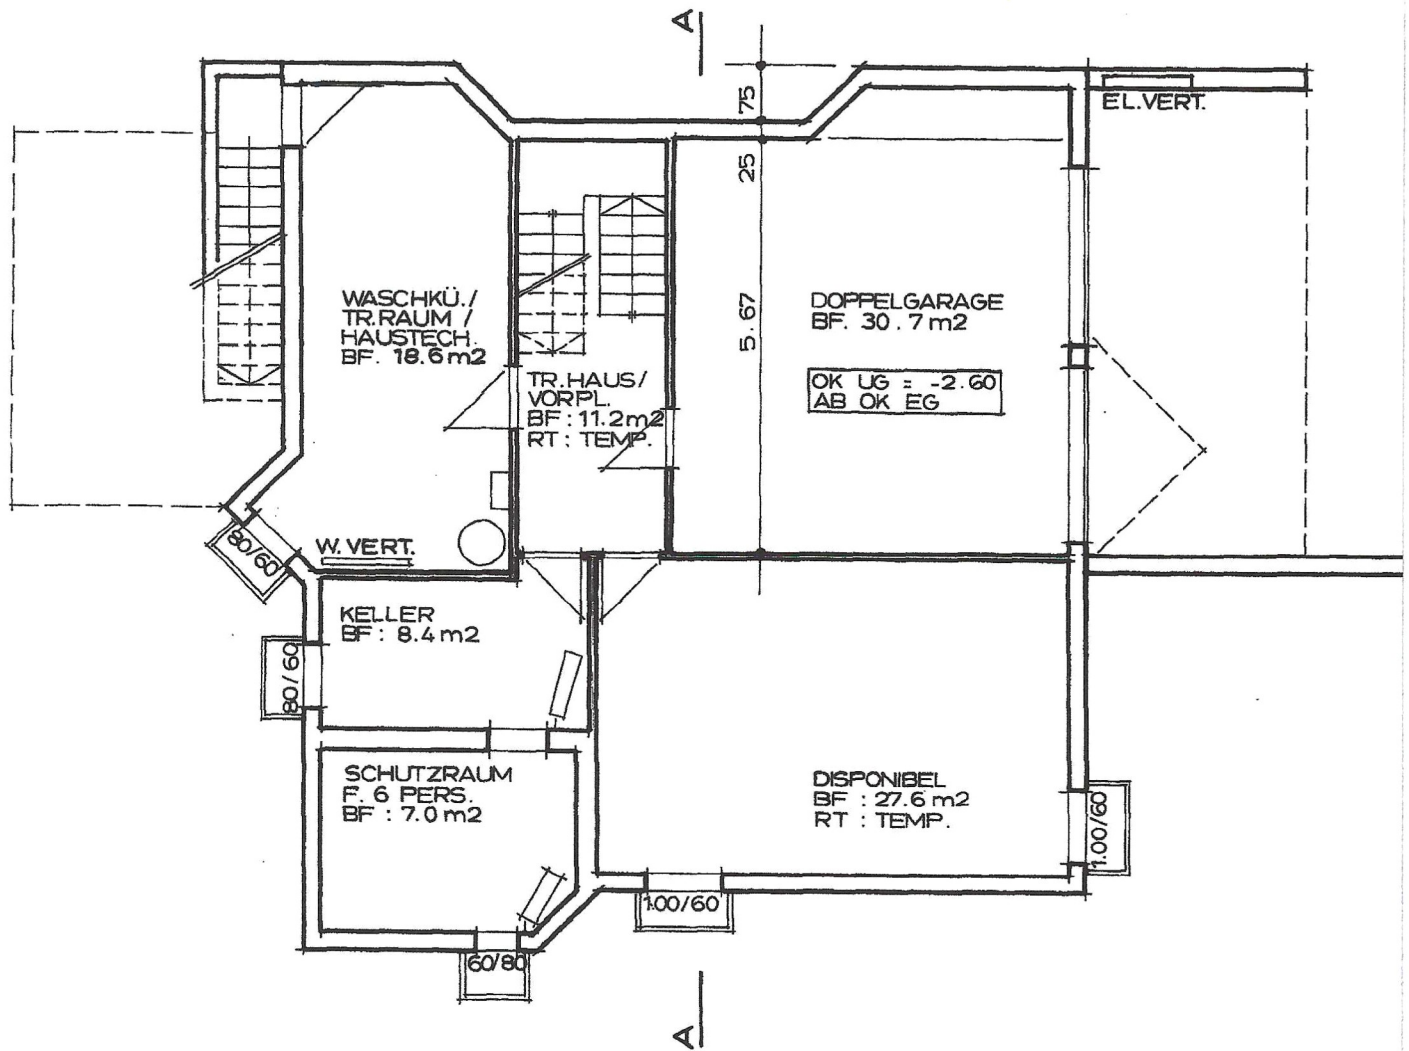 A
75
EL.VERT.
25
WASCHKÜ./
TR.RAUM /
HAUSTECH.
BF. 18.6 m2
5.67
DOPPELGARAGE
BF. 30.7 m2
OK UG = -2.60
AB OK EG
TR.HAUS/
VORPL.
BF : 11.2 m2
RT : TEMP.
80/60
W.VERT.
KELLER
BF : 8.4 m2
80/60
SCHUTZRAUM
F. 6 PERS.
BF : 7.0 m2
DISPONIBEL
BF : 27.6 m2
RT : TEMP.
1.00/60
1.00/60
60/80
A